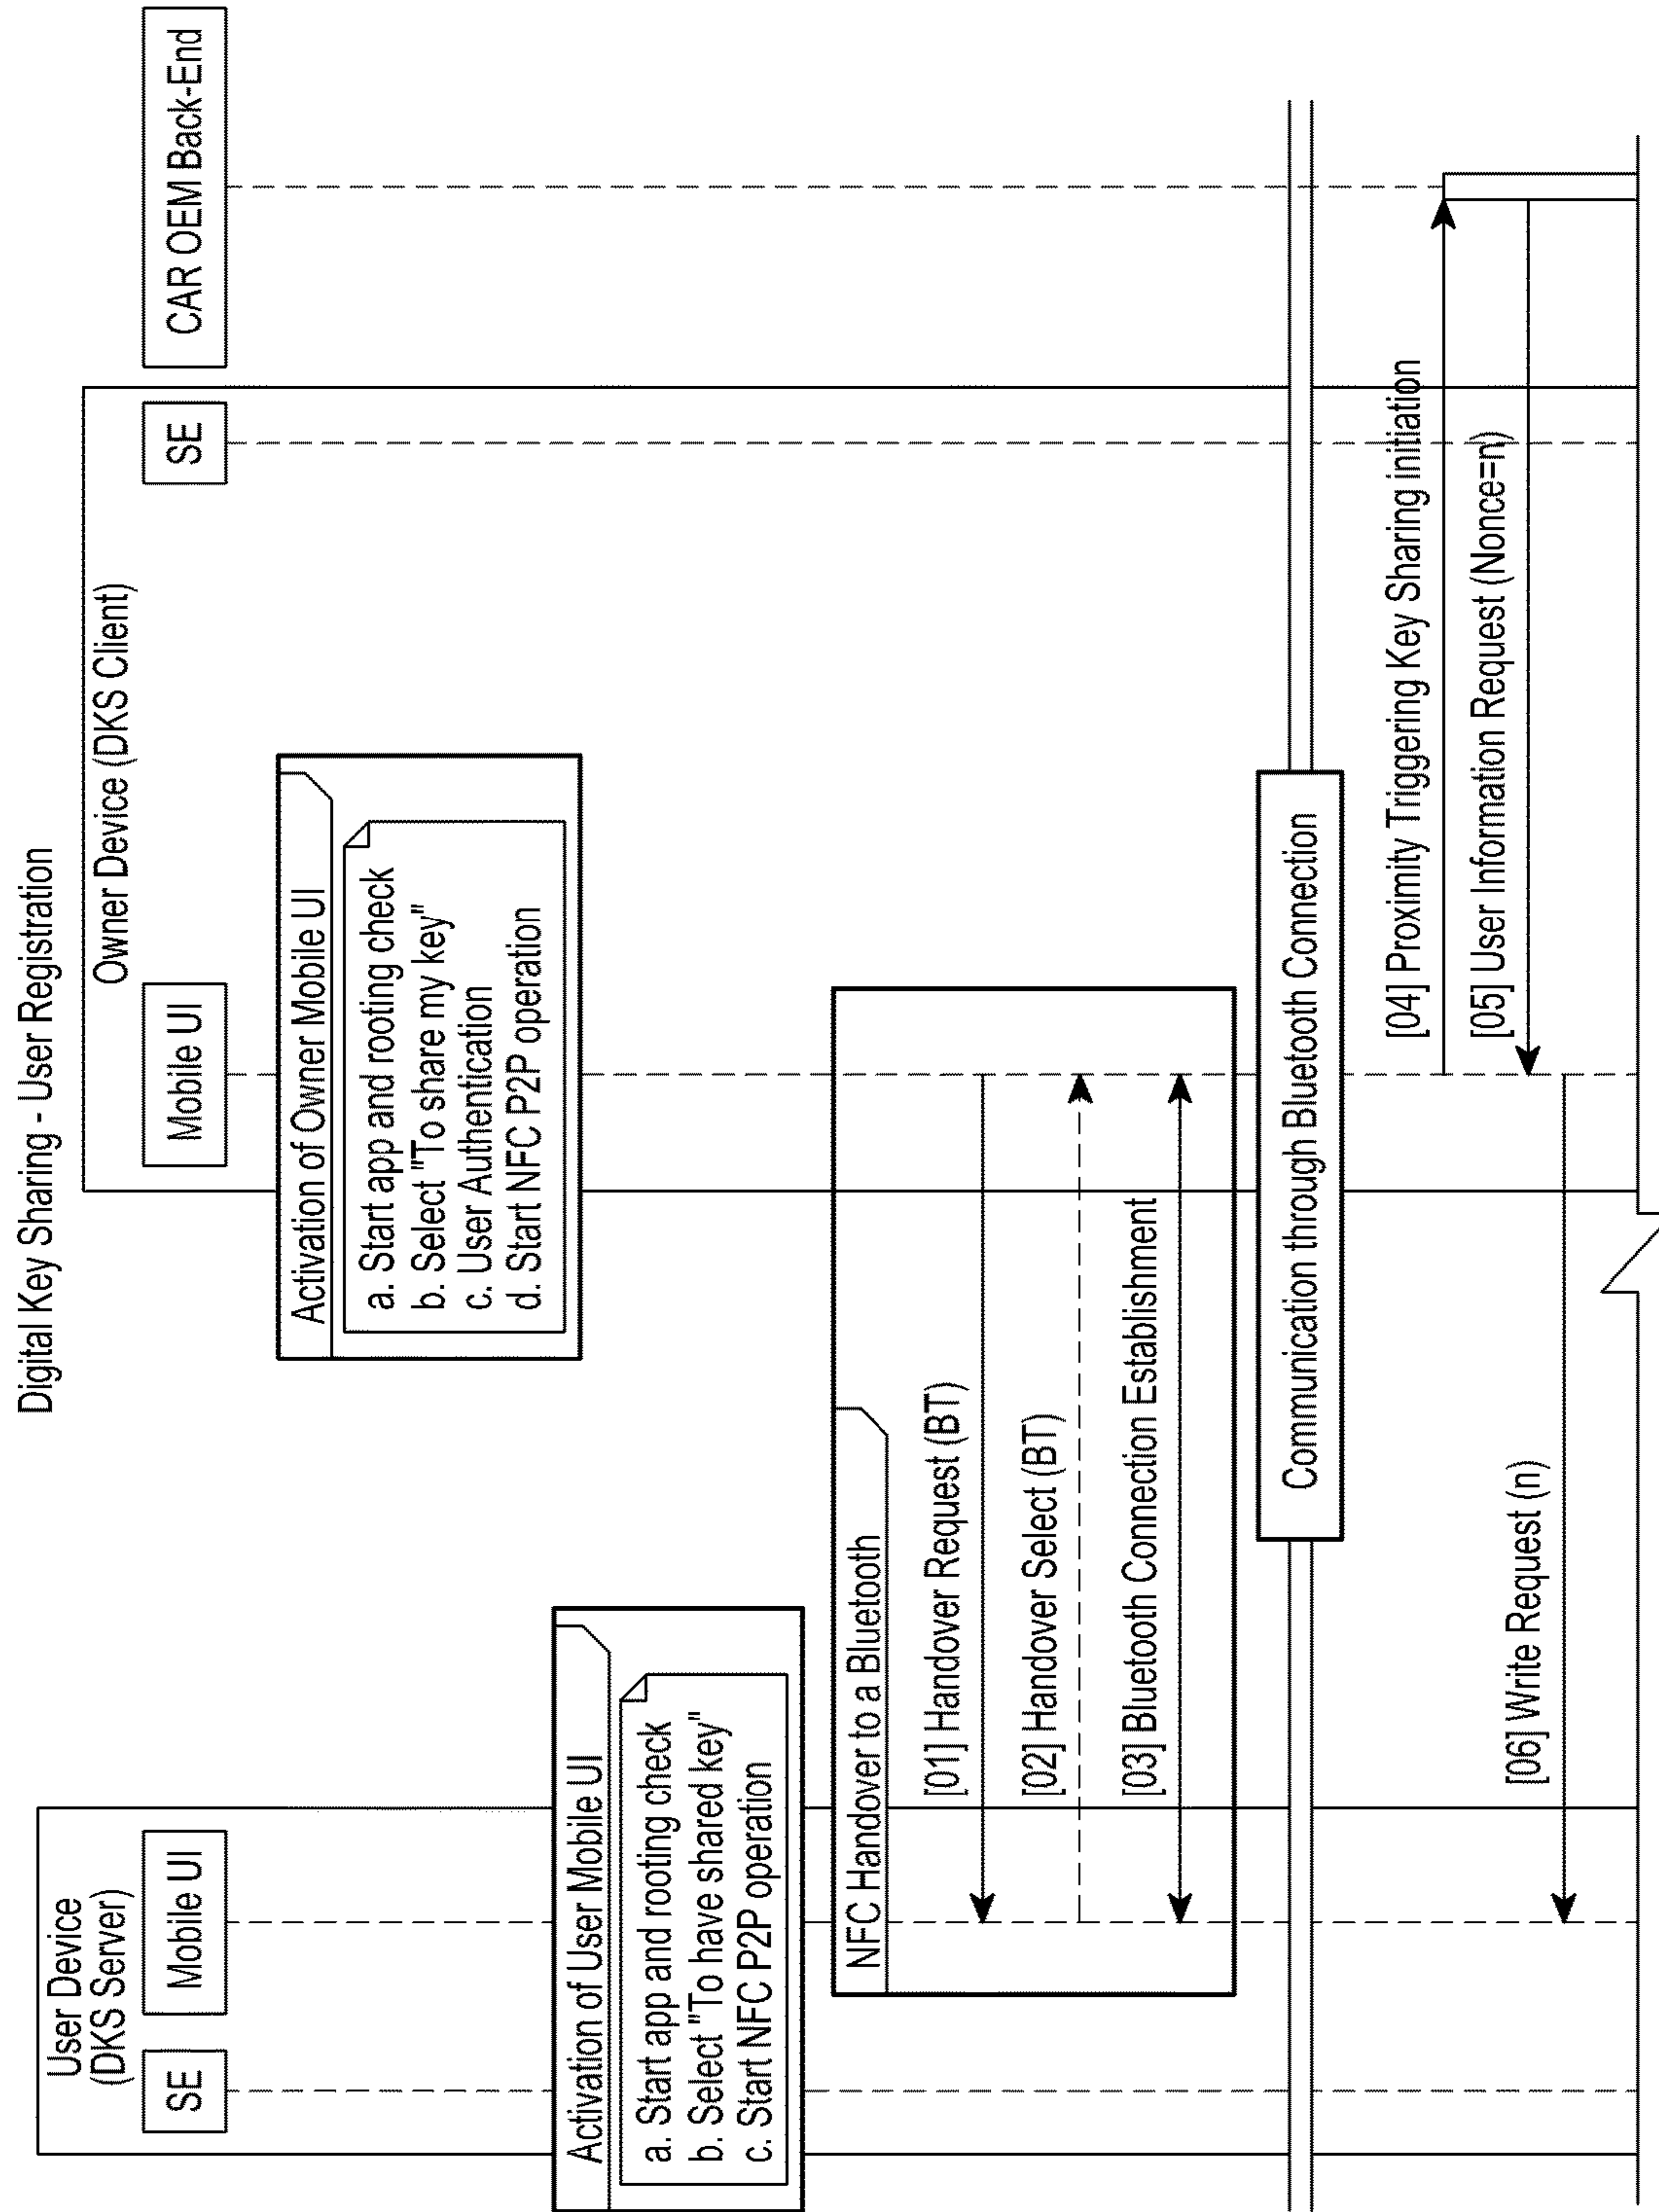 Digital Key Sharing - User Registration
User Device
(DKS Server)
SE
Mobile UI
Owner Device (DKS Client)
Mobile UI
SE
CAR OEM Back-End
Activation of Owner Mobile UI
a. Start app and rooting check
b. Select "To share my key"
c. User Authentication
d. Start NFC P2P operation
Activation of User Mobile UI
a. Start app and rooting check
b. Select "To have shared key"
c. Start NFC P2P operation
NFC Handover to a Bluetooth
[01] Handover Request (BT)
[02] Handover Select (BT)
[03] Bluetooth Connection Establishment
Communication through Bluetooth Connection
[04] Proximity Triggering Key Sharing initiation
[05] User Information Request (Nonce=n)
[06] Write Request (n)